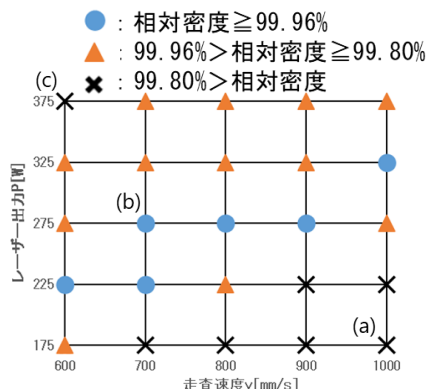 ：相対密度≧99.96%
：99.96%＞相対密度≧99.80%
：99.80%＞相対密度
(c)
375
325
(b)
275
225
(a)
175
600 700 800 900 1000
レーザー出力P[W]
走査速度v[mm/s]